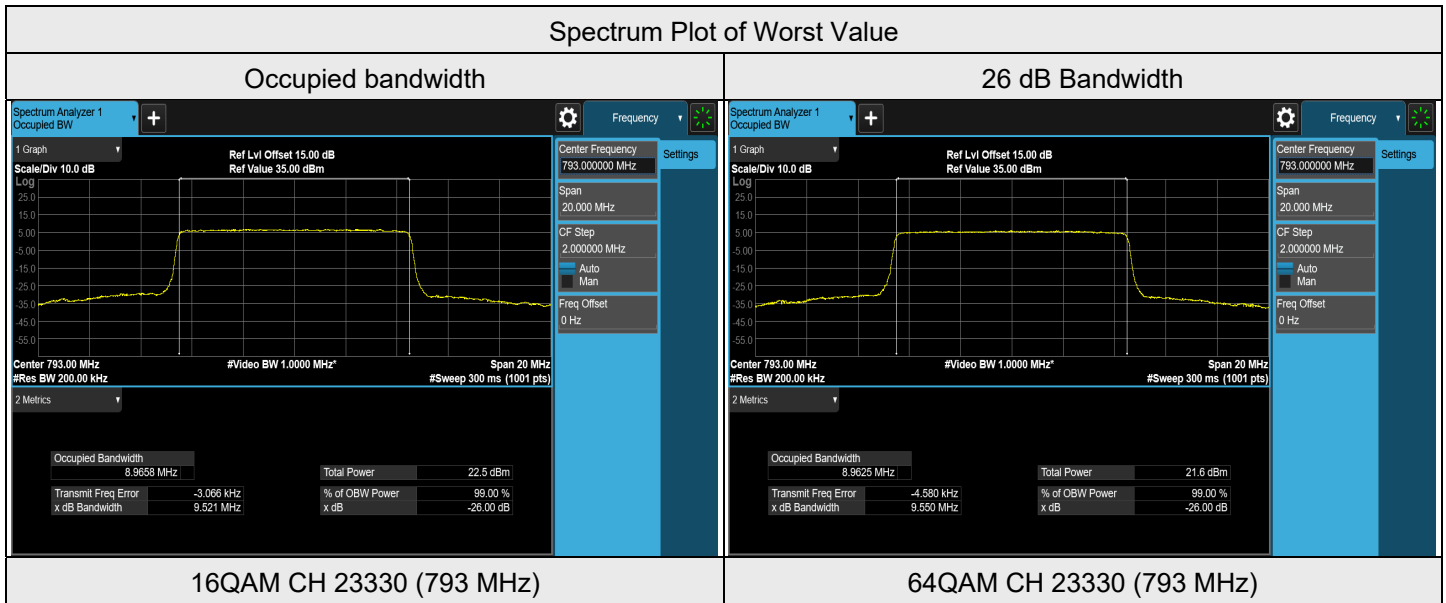 Spectrum Plot of Worst Value
Occupied bandwidth
26 dB Bandwidth
Spectrum Analyzer 1
Occupied BW
+
Frequency
1 Graph
Scale/Div 10.0 dB
Ref Lvl Offset 15.00 dB
Ref Value 35.00 dBm
Log
25.0
15.0
5.00
-5.00
-15.0
-25.0
-35.0
-45.0
-55.0
Center 793.00 MHz
#Video BW 1.0000 MHz*
Span 20 MHz
#Res BW 200.00 kHz
#Sweep 300 ms (1001 pts)
Center Frequency
793.000000 MHz
Settings
Span
20.000 MHz
CF Step
2.000000 MHz
Auto
Man
Freq Offset
0 Hz
2 Metrics
Occupied Bandwidth
8.9658 MHz
Total Power 22.5 dBm
Transmit Freq Error -3.066 kHz % of OBW Power 99.00 %
x dB Bandwidth 9.521 MHz x dB -26.00 dB
Spectrum Analyzer 1
Occupied BW
+
Frequency
1 Graph
Scale/Div 10.0 dB
Ref Lvl Offset 15.00 dB
Ref Value 35.00 dBm
Log
25.0
15.0
5.00
-5.00
-15.0
-25.0
-35.0
-45.0
-55.0
Center 793.00 MHz
#Video BW 1.0000 MHz*
Span 20 MHz
#Res BW 200.00 kHz
#Sweep 300 ms (1001 pts)
Center Frequency
793.000000 MHz
Settings
Span
20.000 MHz
CF Step
2.000000 MHz
Auto
Man
Freq Offset
0 Hz
2 Metrics
Occupied Bandwidth
8.9625 MHz
Total Power 21.6 dBm
Transmit Freq Error -4.580 kHz % of OBW Power 99.00 %
x dB Bandwidth 9.550 MHz x dB -26.00 dB
16QAM CH 23330 (793 MHz)
64QAM CH 23330 (793 MHz)